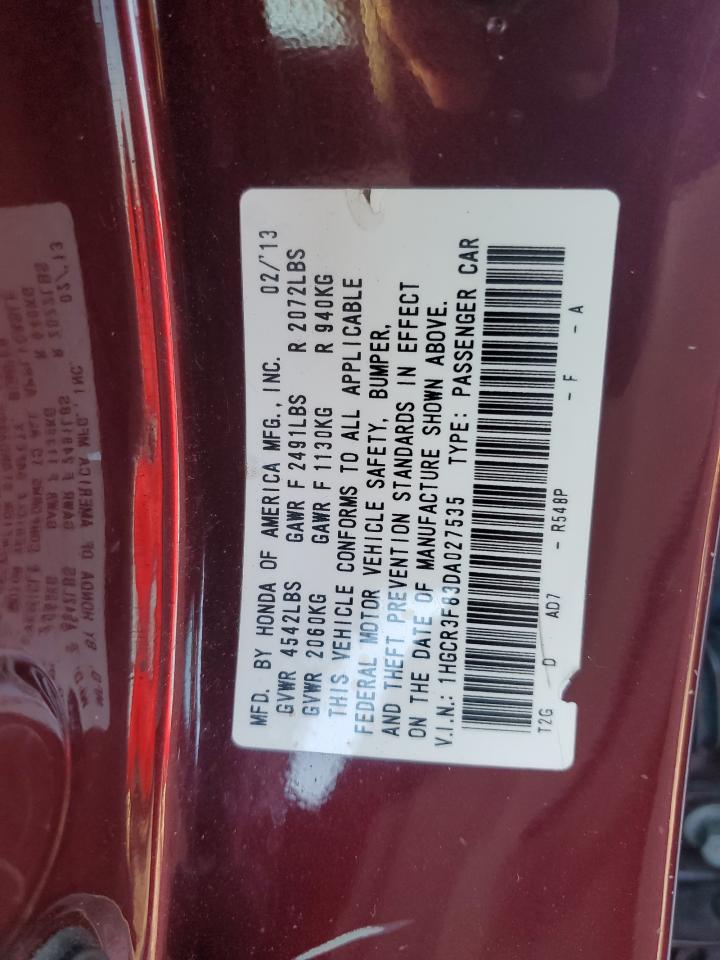 MFD. BY HONDA OF AMERICA MFG., INC. 02/'13
GVWR 4542LBS GAWR F 2491LBS R 2072LBS
GVWR 2060KG GAWR F 1130KG R 940KG
THIS VEHICLE CONFORMS TO ALL APPLICABLE
FEDERAL MOTOR VEHICLE SAFETY, BUMPER,
AND THEFT PREVENTION STANDARDS IN EFFECT
ON THE DATE OF MANUFACTURE SHOWN ABOVE.
V.I.N.: 1HGCR3F83DA027535 TYPE: PASSENGER CAR
T2G D AD7 - R548P - F - A